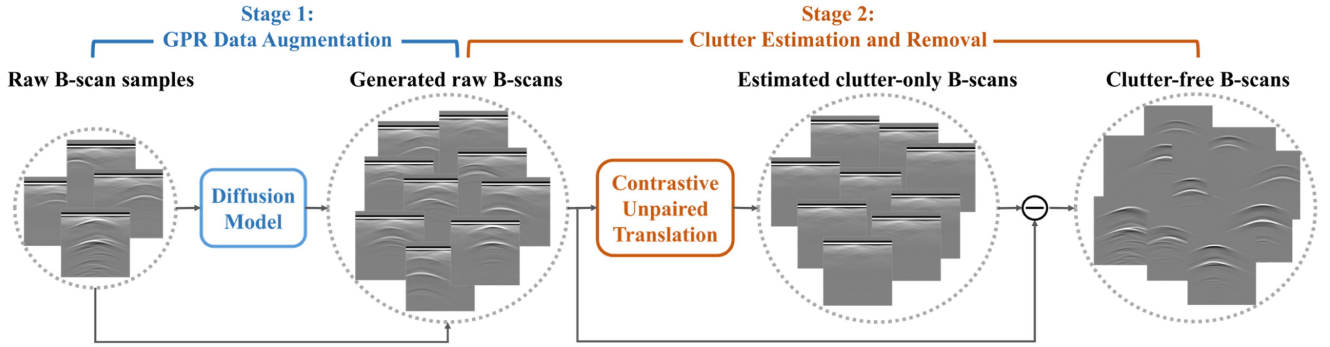 Stage 1:
GPR Data Augmentation
Stage 2:
Clutter Estimation and Removal
Raw B-scan samples
Generated raw B-scans
Estimated clutter-only B-scans
Clutter-free B-scans
Diffusion
Model
Contrastive
Unpaired
Translation